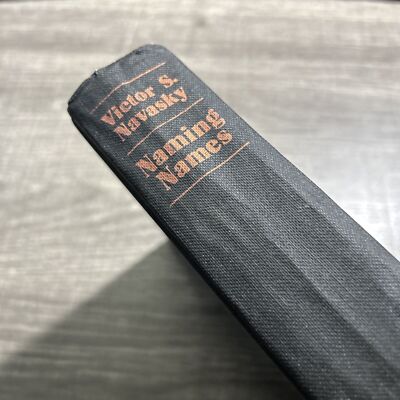 Victor S.
Navasky
Naming
Names